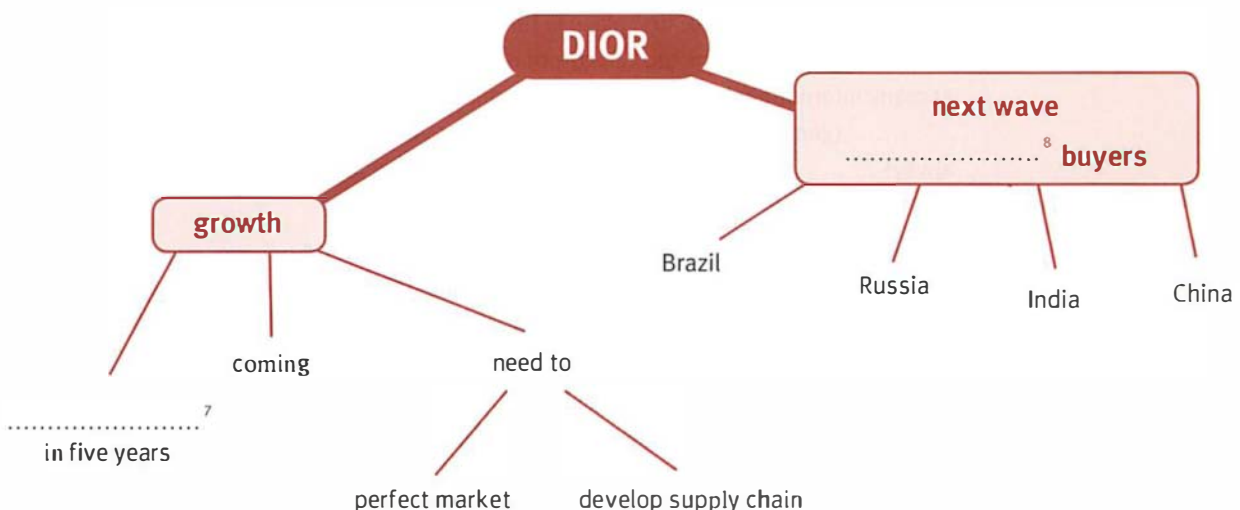 DIOR
next wave
........................ 8 buyers
growth
Brazil
Russia
India
China
coming
need to
........................ 7
in five years
perfect market
develop supply chain